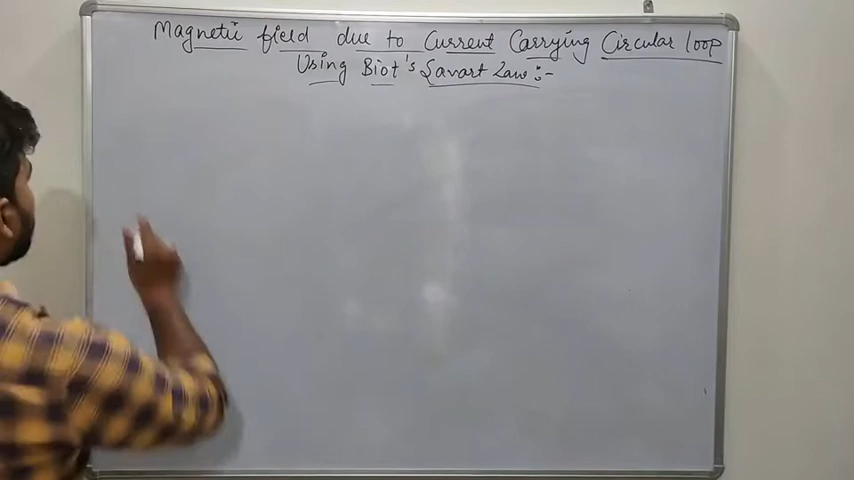 Magnetic field due to Current Carrying Circular loop
Using Biot's Savart Law :-